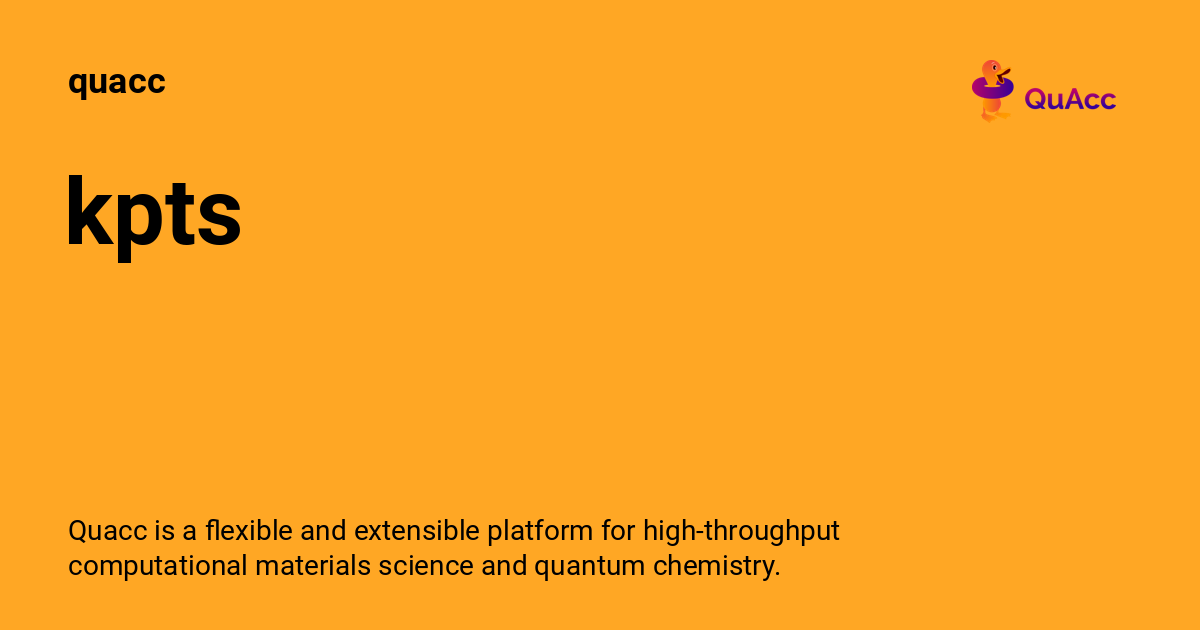 quacc
QuAcc
kpts
Quacc is a flexible and extensible platform for high-throughput
computational materials science and quantum chemistry.